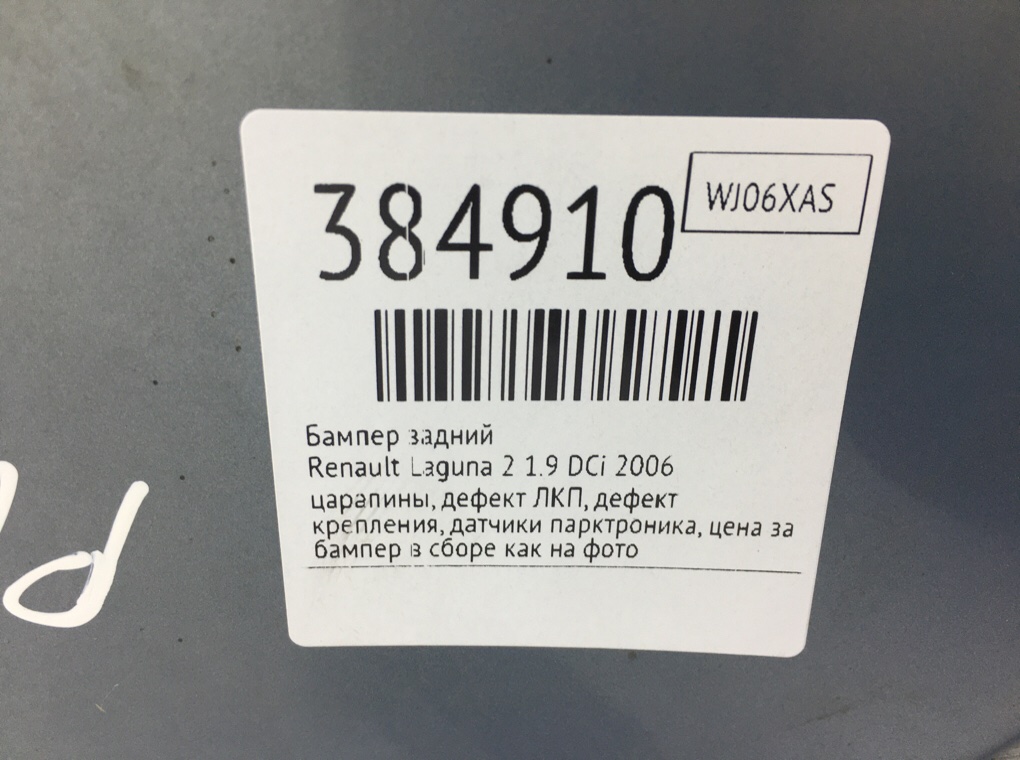 384910
WJ06XAS
Бампер задний
Renault Laguna 2 1.9 DCi 2006
царапины, дефект ЛКП, дефект
крепления, датчики парктроника, цена за
бампер в сборе как на фото